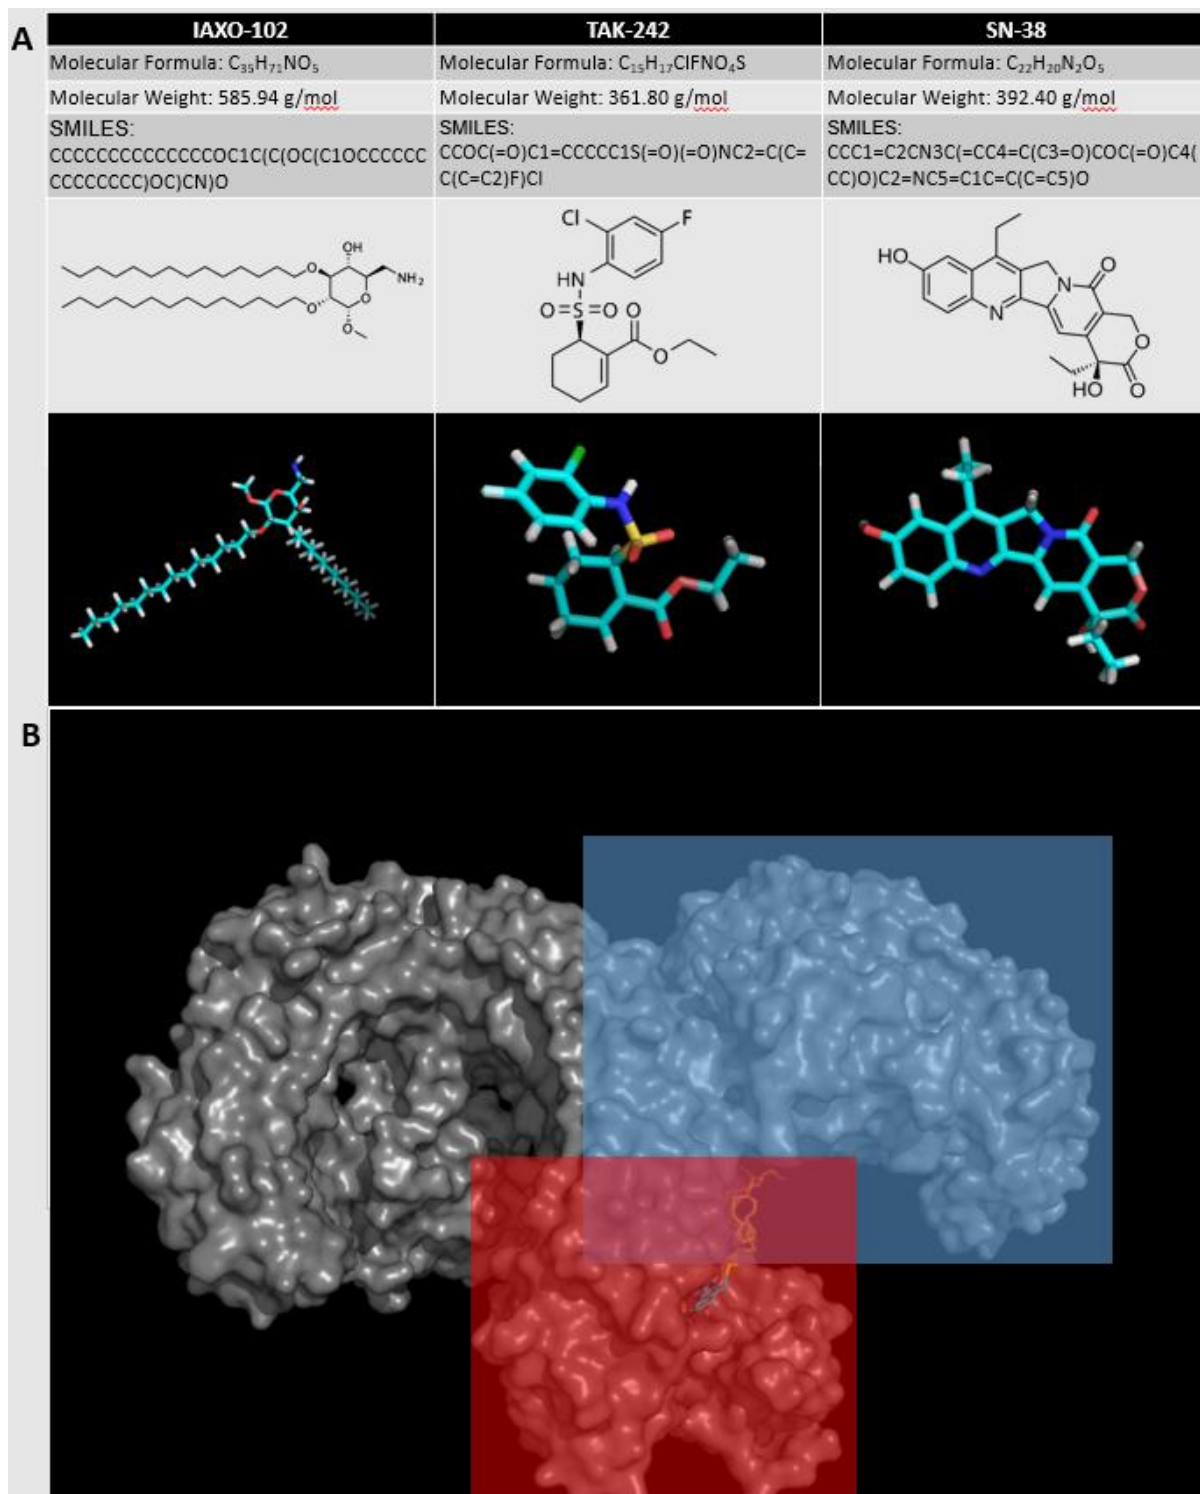 A
IAXO-102
TAK-242
SN-38
Molecular Formula: C₃₅H₇₁NO₅
Molecular Formula: C₁₅H₁₇ClFNO₄S
Molecular Formula: C₂₂H₂₀N₂O₅
Molecular Weight: 585.94 g/mol
Molecular Weight: 361.80 g/mol
Molecular Weight: 392.40 g/mol
SMILES:
CCCCCCCCCCCCCCOC1C(C(OC(C1OCCCCCC
CCCCCCCC)OC)CN)O
SMILES:
CCOC(=O)C1=CCCCC1S(=O)(=O)NC2=C(C=
C(C=C2)F)Cl
SMILES:
CCC1=C2CN3C(=CC4=C(C3=O)COC(=O)C4(
CC)O)C2=NC5=C1C=C(C=C5)O
OH
O
NH₂
O
O
O
Cl
F
HN
O=S=O
O
O
HO
N
O
N
O
HO
O
B